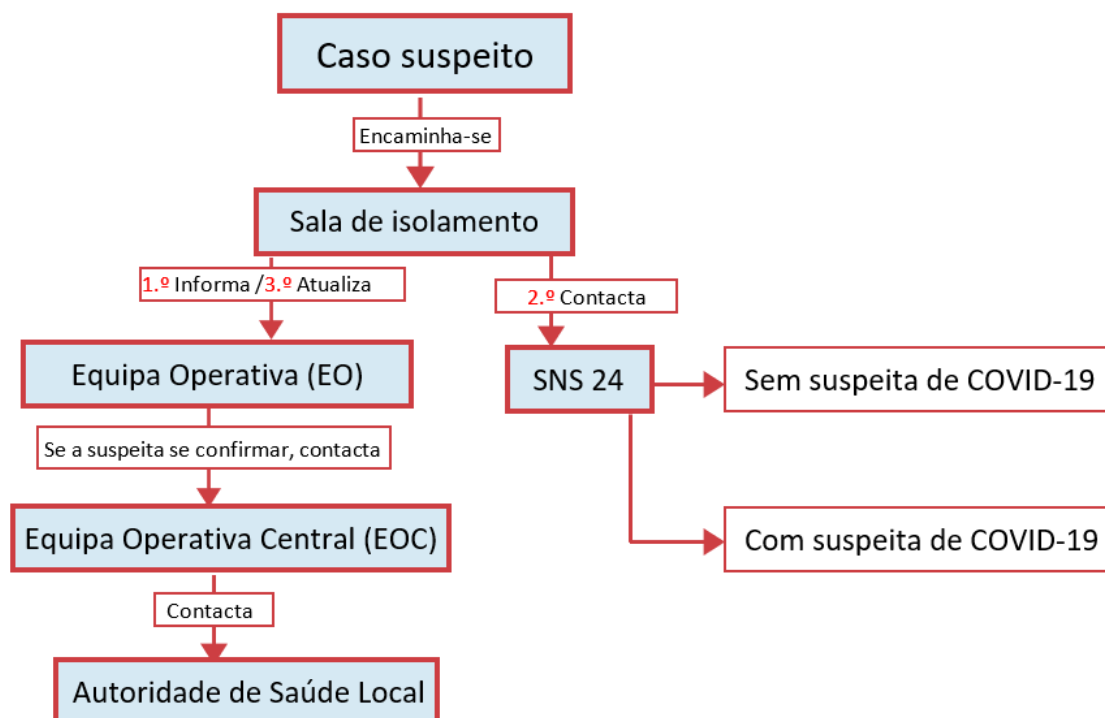 Caso suspeito
Encaminha-se
Sala de isolamento
1.º Informa /3.º Atualiza
2.º Contacta
Equipa Operativa (EO)
SNS 24
Sem suspeita de COVID-19
Se a suspeita se confirmar, contacta
Equipa Operativa Central (EOC)
Com suspeita de COVID-19
Contacta
Autoridade de Saúde Local